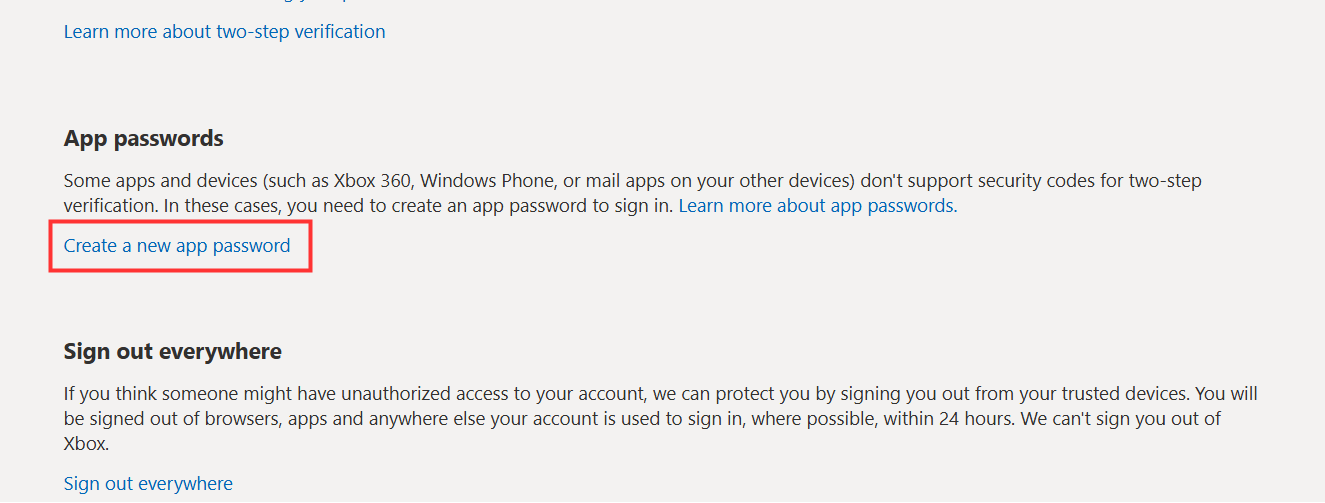 Learn more about two-step verification
App passwords
Some apps and devices (such as Xbox 360, Windows Phone, or mail apps on your other devices) don't support security codes for two-step
verification. In these cases, you need to create an app password to sign in. Learn more about app passwords.
Create a new app password
Sign out everywhere
If you think someone might have unauthorized access to your account, we can protect you by signing you out from your trusted devices. You will
be signed out of browsers, apps and anywhere else your account is used to sign in, where possible, within 24 hours. We can't sign you out of
Xbox.
Sign out everywhere